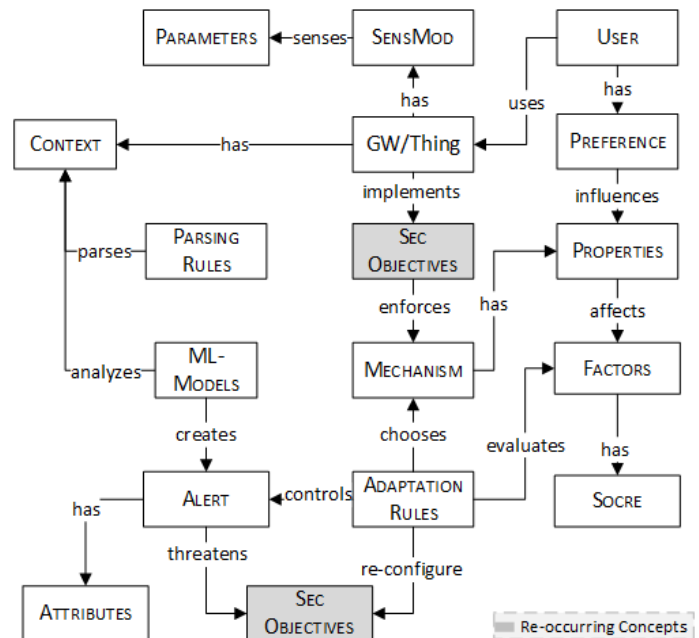 PARAMETERS
senses
SENSMOD
USER
has
uses
has
CONTEXT
has
GW/Thing
PREFERENCE
implements
influences
parses
PARSING
RULES
SEC
OBJECTIVES
PROPERTIES
enforces
has
affects
analyzes
ML-
MODELS
MECHANISM
FACTORS
creates
chooses
evaluates
has
has
ALERT
controls
ADAPTATION
RULES
SOCRE
threatens
re-configure
ATTRIBUTES
SEC
OBJECTIVES
Re-occurring Concepts